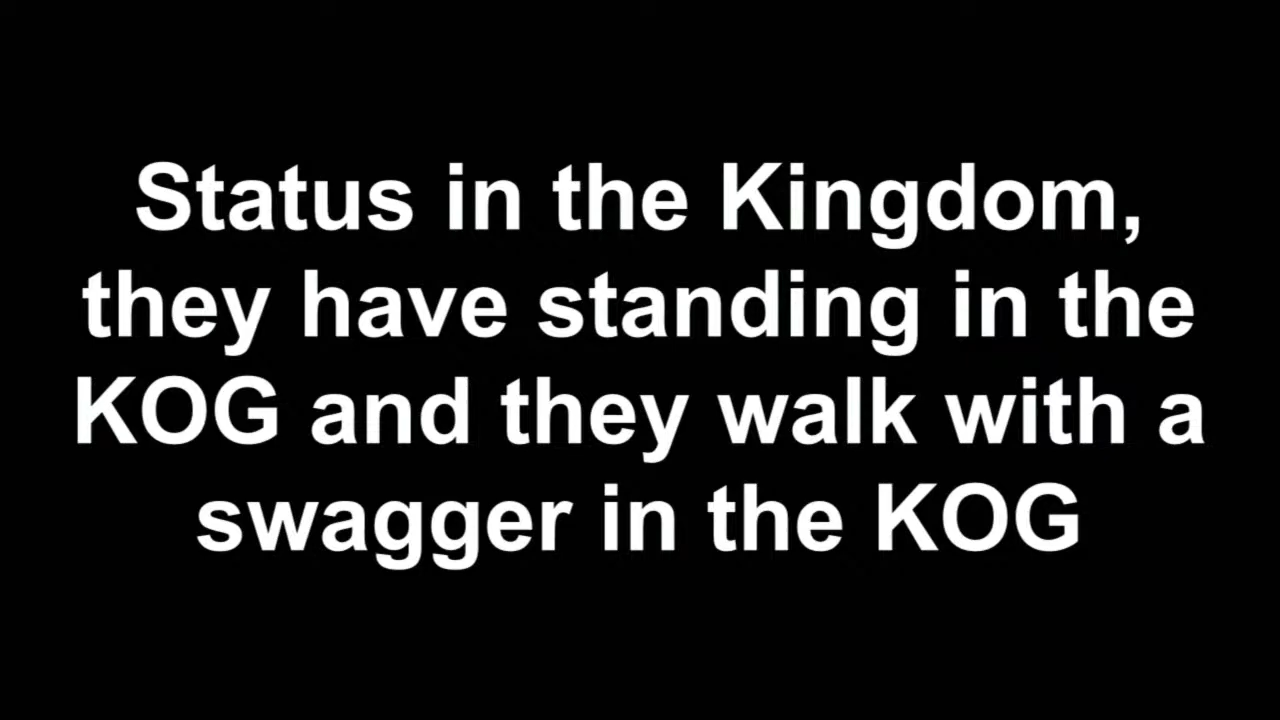 Status in the Kingdom,
they have standing in the
KOG and they walk with a
swagger in the KOG